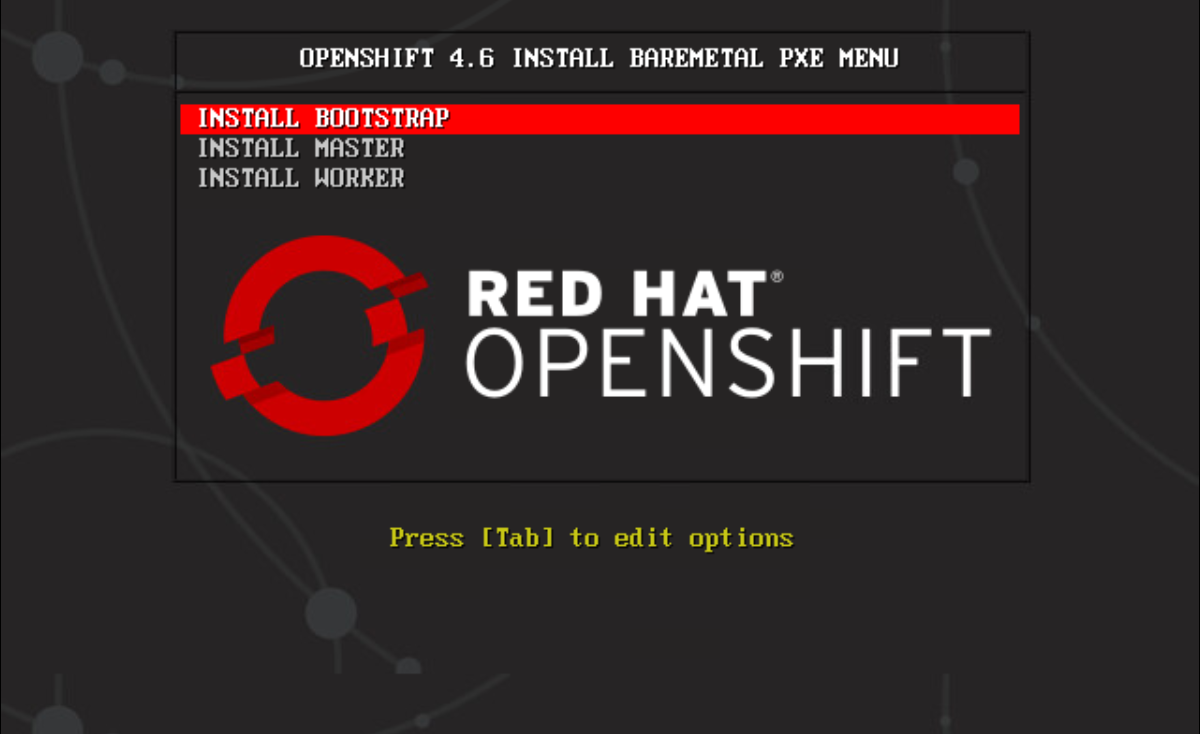 OPENSHIFT 4.6 INSTALL BAREMETAL PXE MENU
INSTALL BOOTSTRAP
INSTALL MASTER
INSTALL WORKER
RED HAT®
OPENSHIFT
Press [Tab] to edit options